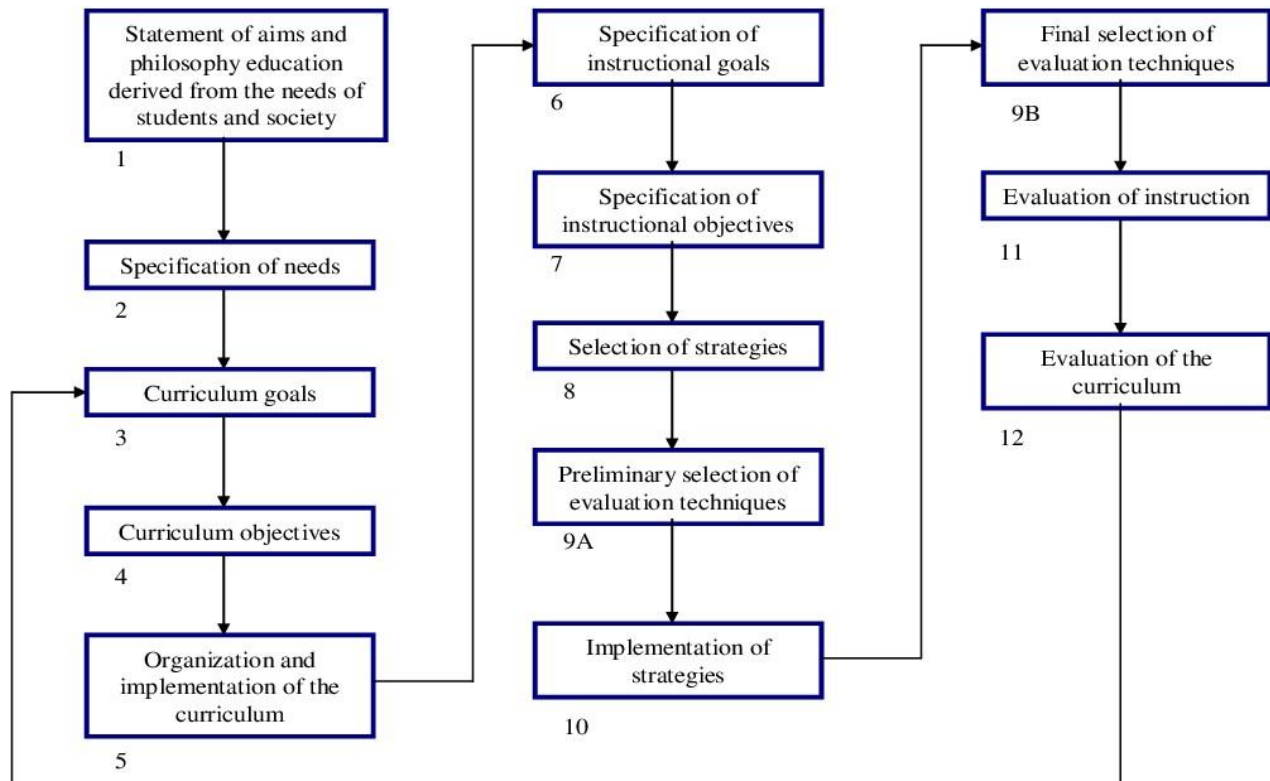 Statement of aims and
philosophy education
derived from the needs of
students and society
1
Specification of needs
2
Curriculum goals
3
Curriculum objectives
4
Organization and
implementation of the
curriculum
5
Specification of
instructional goals
6
Specification of
instructional objectives
7
Selection of strategies
8
Preliminary selection of
evaluation techniques
9A
Implementation of
strategies
10
Final selection of
evaluation techniques
9B
Evaluation of instruction
11
Evaluation of the
curriculum
12